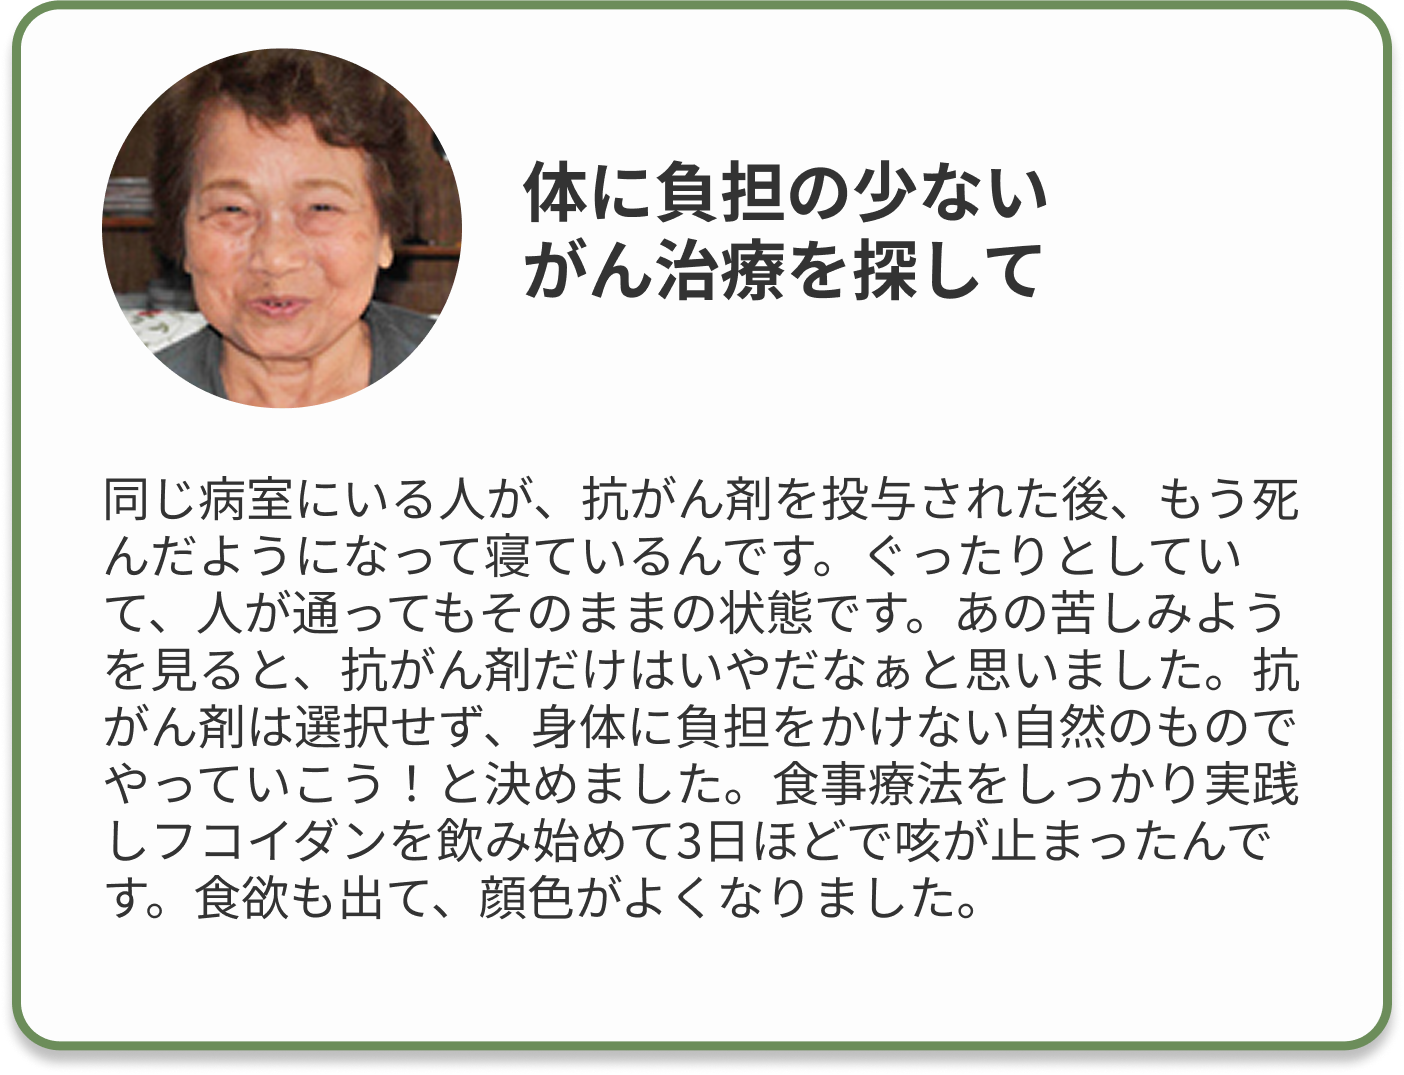 体に負担の少ない
がん治療を探して
同じ病室にいる人が、抗がん剤を投与された後、もう死
んだようになって寝ているんです。ぐったりとしてい
て、人が通ってもそのままの状態です。あの苦しみよう
を見ると、抗がん剤だけはいやだなぁと思いました。抗
がん剤は選択せず、身体に負担をかけない自然のもので
やっていこう！と決めました。食事療法をしっかり実践
しフコイダンを飲み始めて3日ほどで咳が止まったんで
す。食欲も出て、顔色がよくなりました。